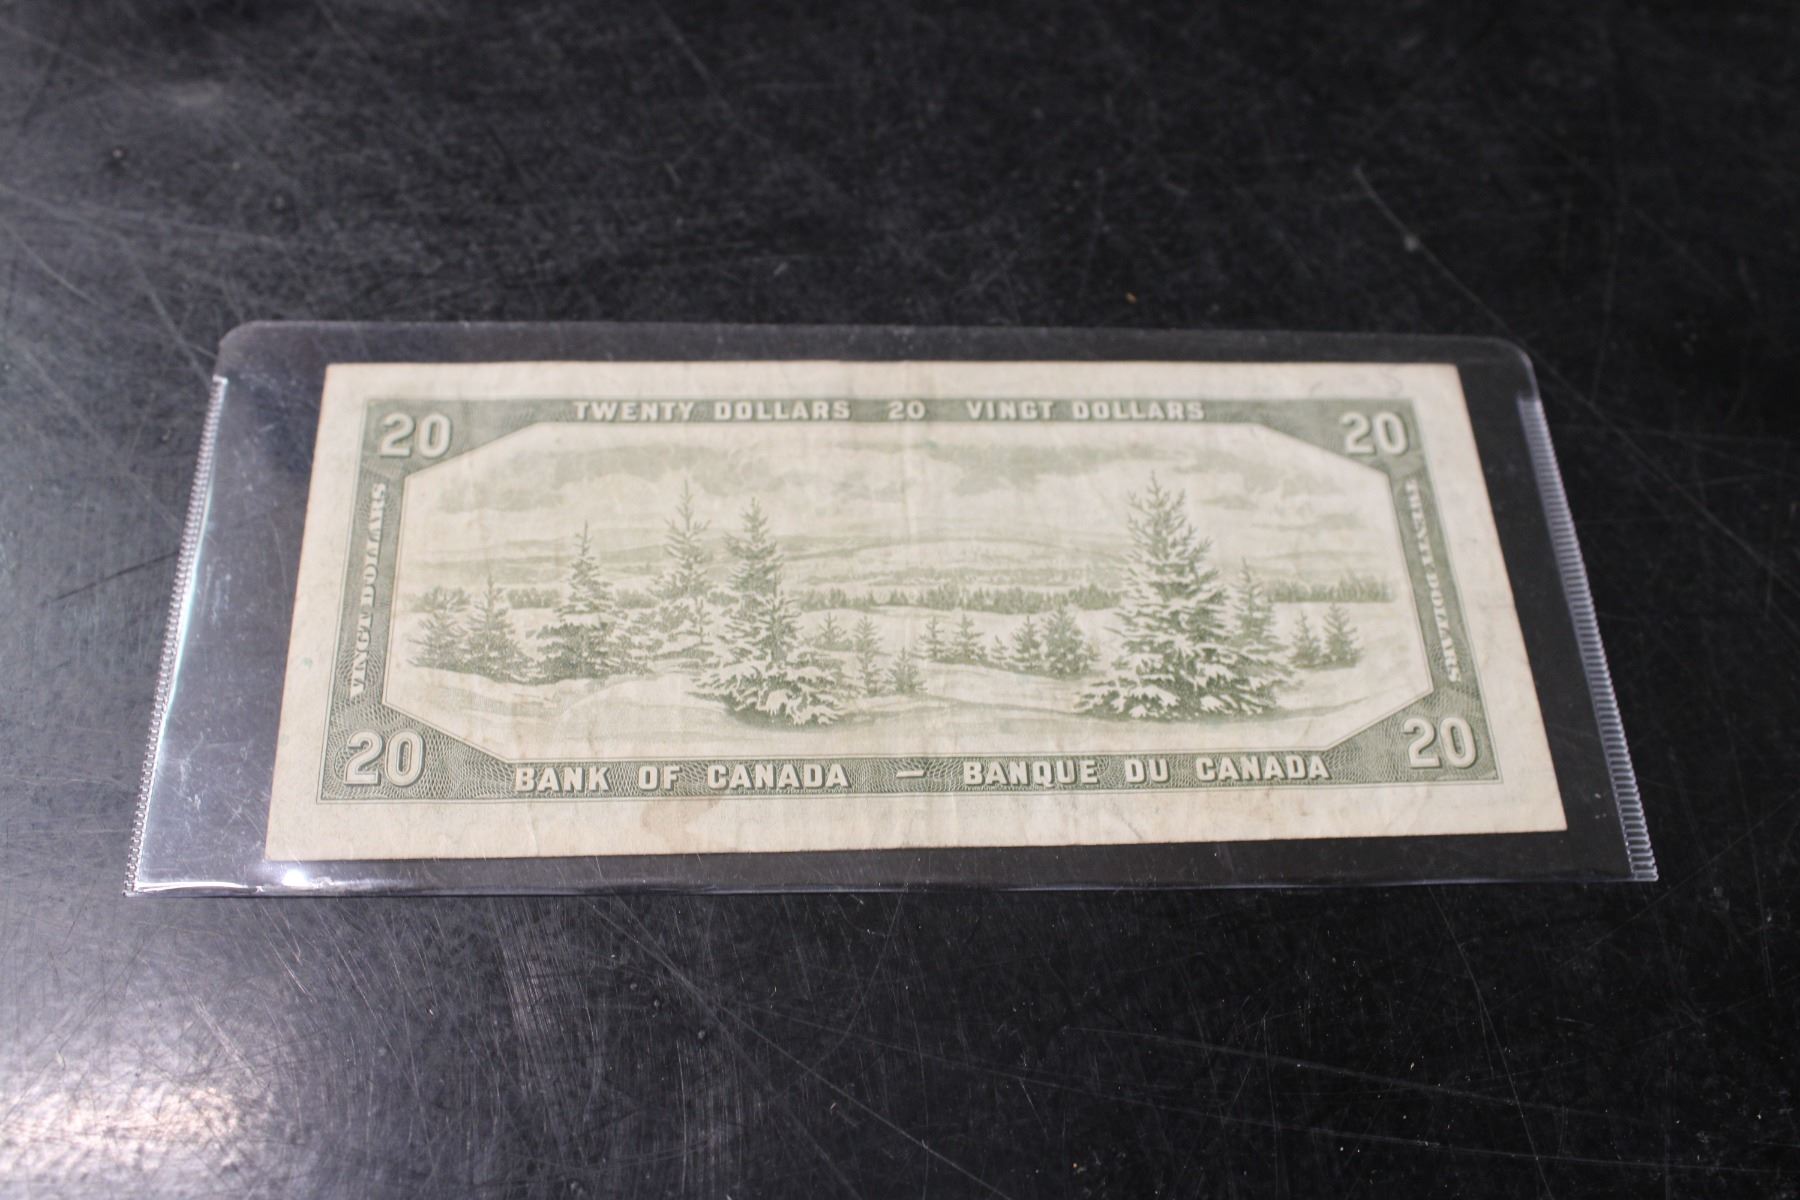 20 TWENTY DOLLARS 20 VINGT DOLLARS 20
VINGT DOLLARS
TWENTY DOLLARS
20 BANK OF CANADA — BANQUE DU CANADA 20